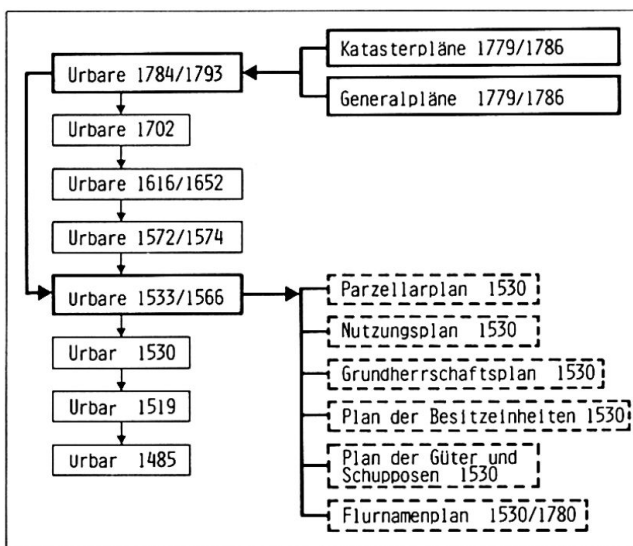 Katasterpläne 1779/1786
Urbare 1784/1793
Generalpläne 1779/1786
Urbare 1702
Urbare 1616/1652
Urbare 1572/1574
Urbare 1533/1566
Parzellarplan 1530
Nutzungsplan 1530
Urbar 1530
Grundherrschaftsplan 1530
Urbar 1519
Plan der Besitzeinheiten 1530
Urbar 1485
Plan der Güter und
Schupposen 1530
Flurnamenplan 1530/1780